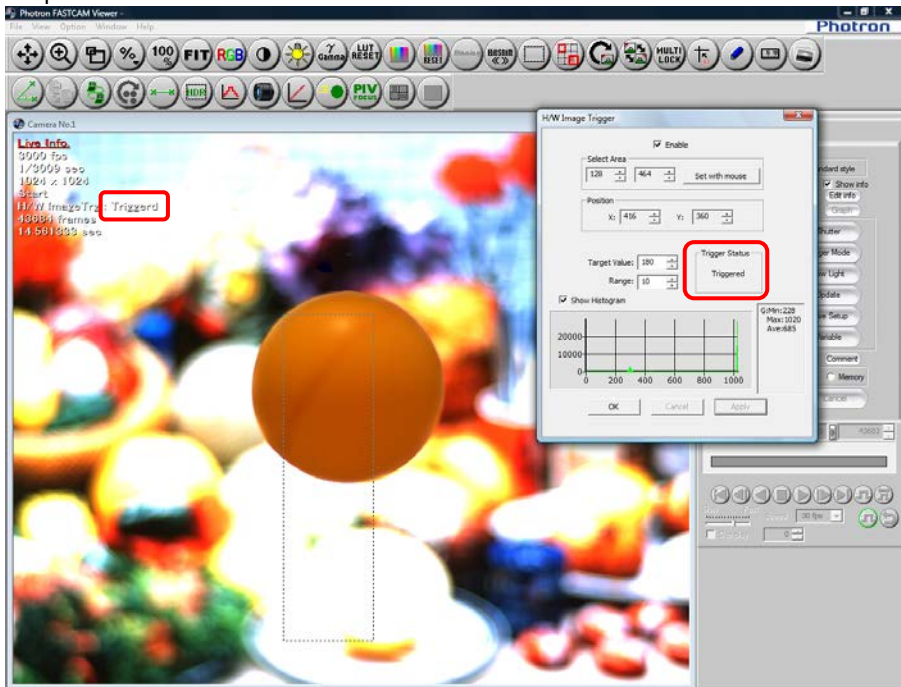 Photron FASTCAM Viewer -
File View Option Window Help
Photron
% 100 % FIT RGB γ Gamma LUT RESET RESET MULTI LOCK
HDR PIV FOCUS
Camera No.1
H/W Image Trigger
Live Info.
3000 fps
1/3009 sec
1024 x 1024
Start
H/W ImageTrg : Triggerd
43684 frames
14.561333 sec
Enable
Select Area
128 464 Set with mouse
Position
X: 416 Y: 360
Target Value: 180
Range: 10
Trigger Status
Triggered
Show Histogram
20000
10000
0
0 200 400 600 800 1000
G:Min:228
Max:1020
Ave:685
OK Cancel Apply
ndard style
Show info
Edit info
Graph
hutter
ger Mode
w Light
pdate
ve Setup
ariable
Comment
Memory
Cancel
43683
30 fps
0